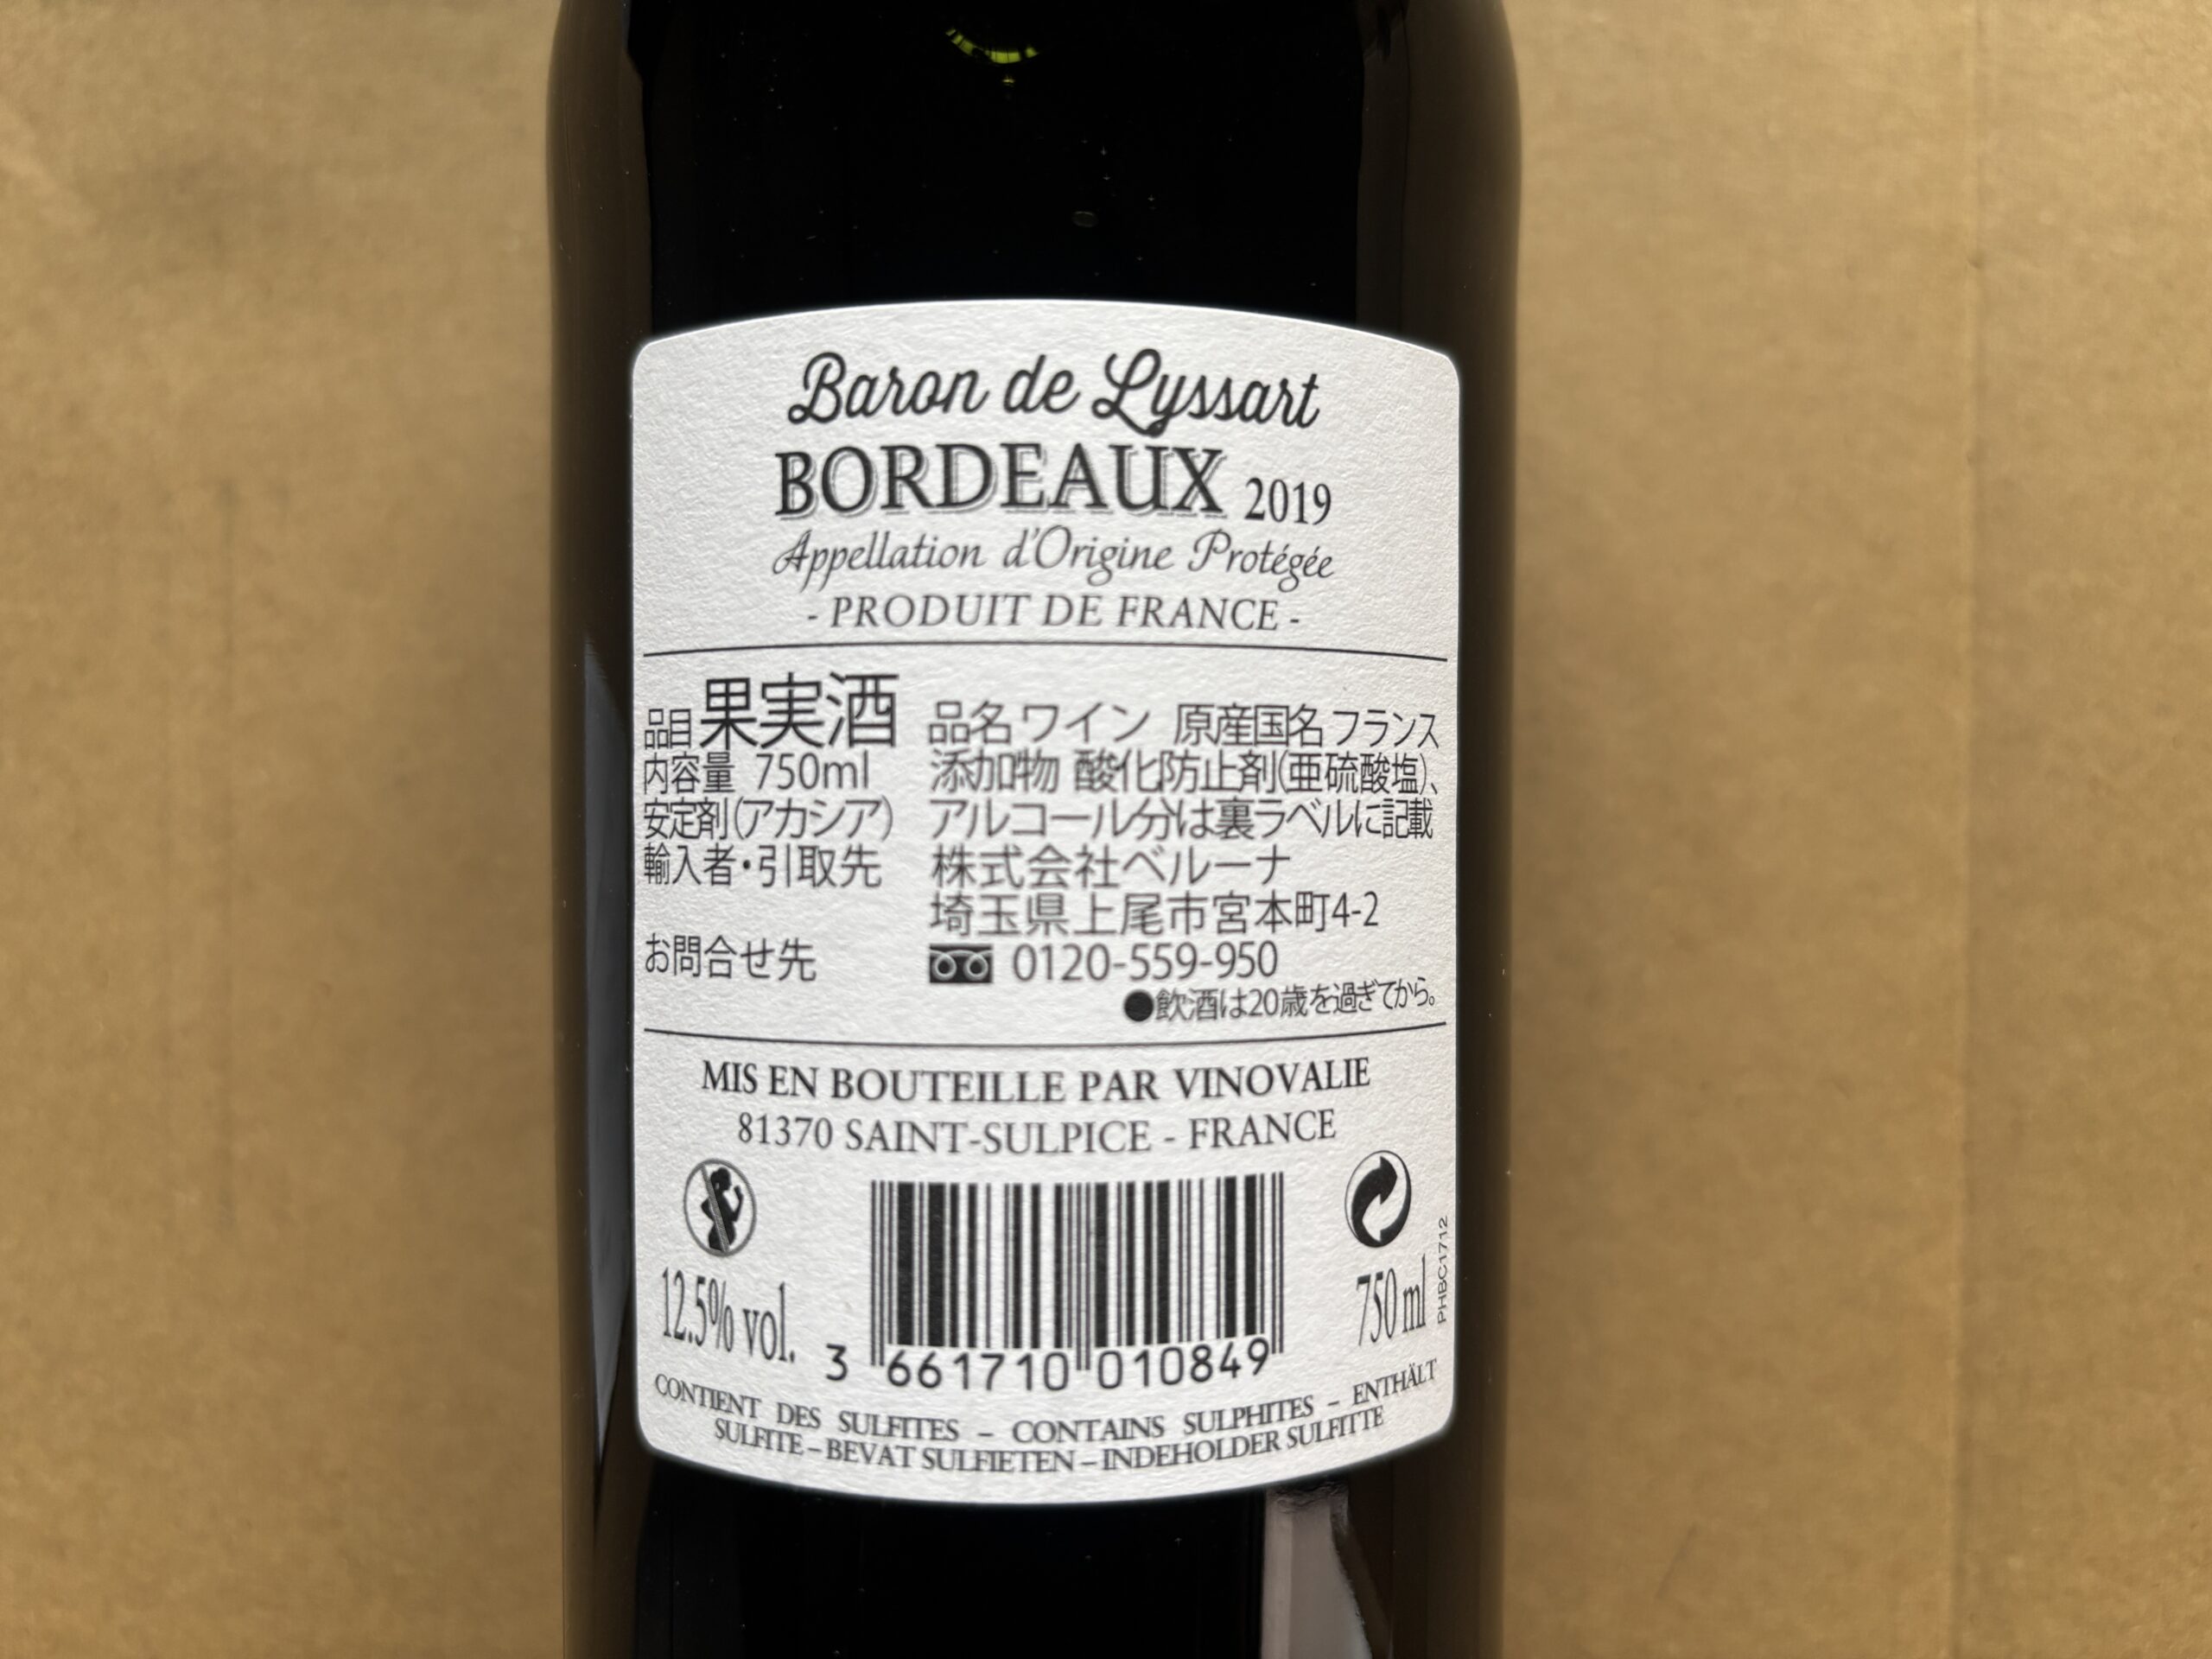 Baron de Lyssart
BORDEAUX 2019
Appellation d'Origine Protégée
- PRODUIT DE FRANCE -
品目 果実酒 品名 ワイン 原産国名 フランス
内容量 750ml 添加物 酸化防止剤(亜硫酸塩)、
安定剤(アカシア) アルコール分は裏ラベルに記載
輸入者・引取先 株式会社ベルーナ
埼玉県上尾市宮本町4-2
お問合せ先 0120-559-950
●飲酒は20歳を過ぎてから。
MIS EN BOUTEILLE PAR VINOVALIE
81370 SAINT-SULPICE - FRANCE
12.5% vol.
3 661710 010849
750 ml
PHBC1712
CONTIENT DES SULFITES – CONTAINS SULPHITES – ENTHÄLT
SULFITE – BEVAT SULFIETEN – INDEHOLDER SULFITTE